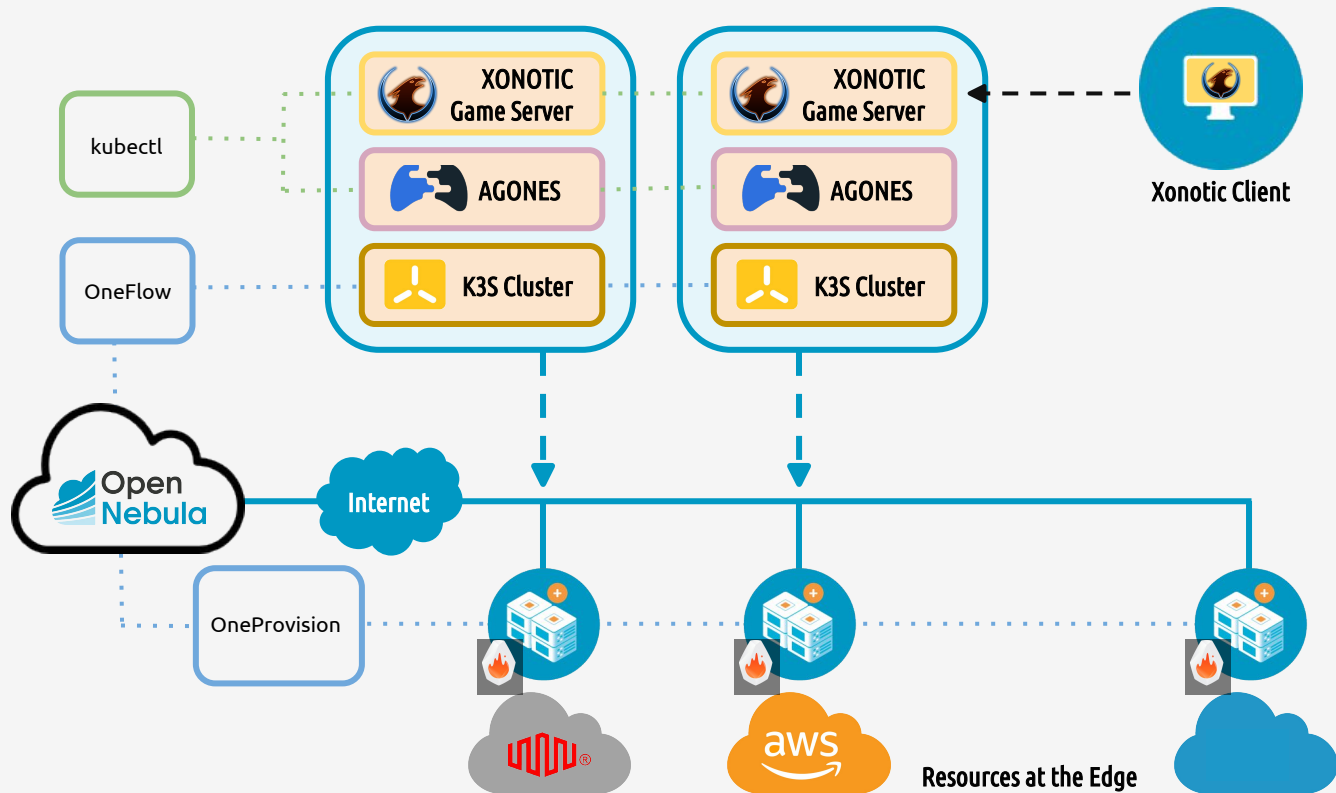 XONOTIC
Game Server
XONOTIC
Game Server
kubectl
AGONES
AGONES
Xonotic Client
OneFlow
K3S Cluster
K3S Cluster
Open
Nebula
Internet
OneProvision
aws
Resources at the Edge
®